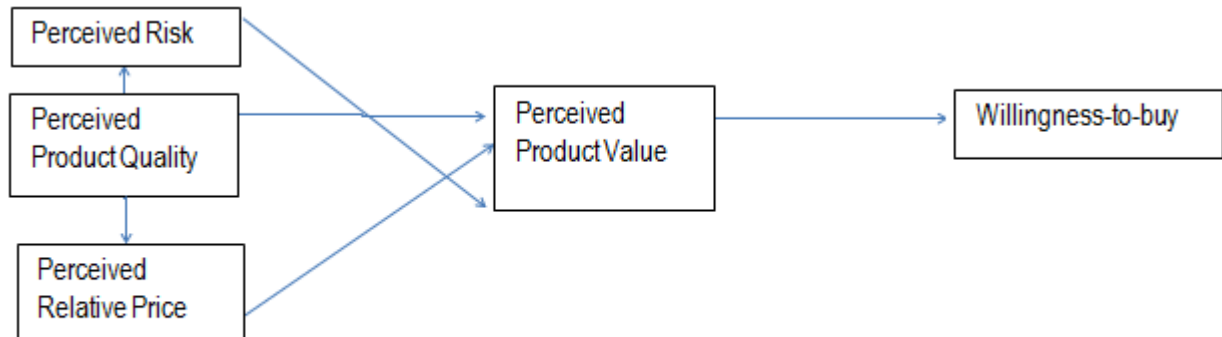 Perceived Risk
Perceived
Product Quality
Perceived
Relative Price
Perceived
Product Value
Willingness-to-buy